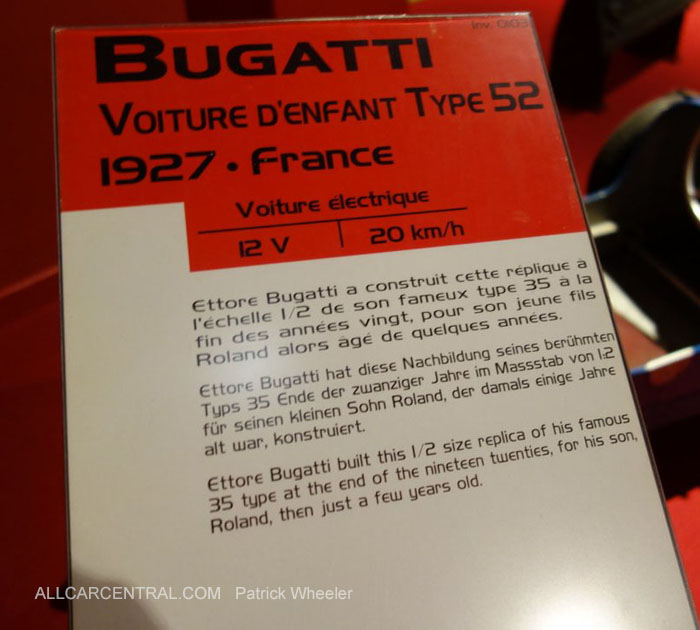 Inv. 0103
BUGATTI
VOITURE D'ENFANT TYPE 52
1927 • France
Voiture électrique
12 V | 20 km/h
Ettore Bugatti a construit cette réplique à
l'échelle 1/2 de son fameux type 35 à la
fin des années vingt, pour son jeune fils
Roland alors âgé de quelques années.
Ettore Bugatti hat diese Nachbildung seines berühmten
Typs 35 Ende der zwanziger Jahre im Massstab von 1:2
für seinen kleinen Sohn Roland, der damals einige Jahre
alt war, konstruiert.
Ettore Bugatti built this 1/2 size replica of his famous
35 type at the end of the nineteen twenties, for his son,
Roland, then just a few years old.
ALLCARCENTRAL.COM Patrick Wheeler